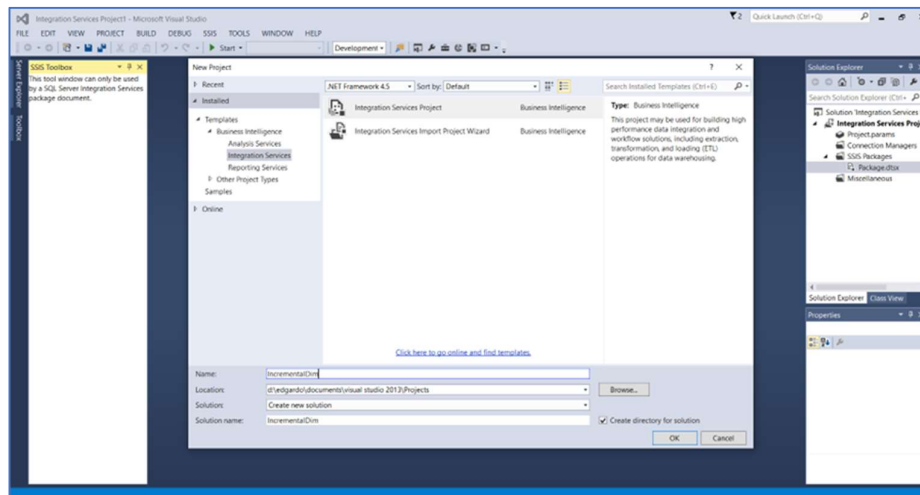 Integration Services Project1 - Microsoft Visual Studio
2
Quick Launch (Ctrl+Q)
FILE EDIT VIEW PROJECT BUILD DEBUG SSIS TOOLS WINDOW HELP
Start
Development
Server Explorer
Toolbox
SSIS Toolbox
This tool window can only be used
by a SQL Server Integration Services
package document.
New Project
? X
Recent
Installed
Templates
Business Intelligence
Analysis Services
Integration Services
Reporting Services
Other Project Types
Samples
Online
.NET Framework 4.5 Sort by: Default
Integration Services Project Business Intelligence
Integration Services Import Project Wizard Business Intelligence
Click here to go online and find templates.
Search Installed Templates (Ctrl+E)
Type: Business Intelligence
This project may be used for building high
performance data integration and
workflow solutions, including extraction,
transformation, and loading (ETL)
operations for data warehousing.
Name: IncrementalDim
Location: d:\edgardo\documents\visual studio 2013\Projects
Browse...
Solution: Create new solution
Solution name: IncrementalDim
Create directory for solution
OK Cancel
Solution Explorer
Search Solution Explorer (Ctrl+
Solution 'Integration Services
Integration Services Proj
Project.params
Connection Managers
SSIS Packages
Package.dtsx
Miscellaneous
Solution Explorer Class View
Properties